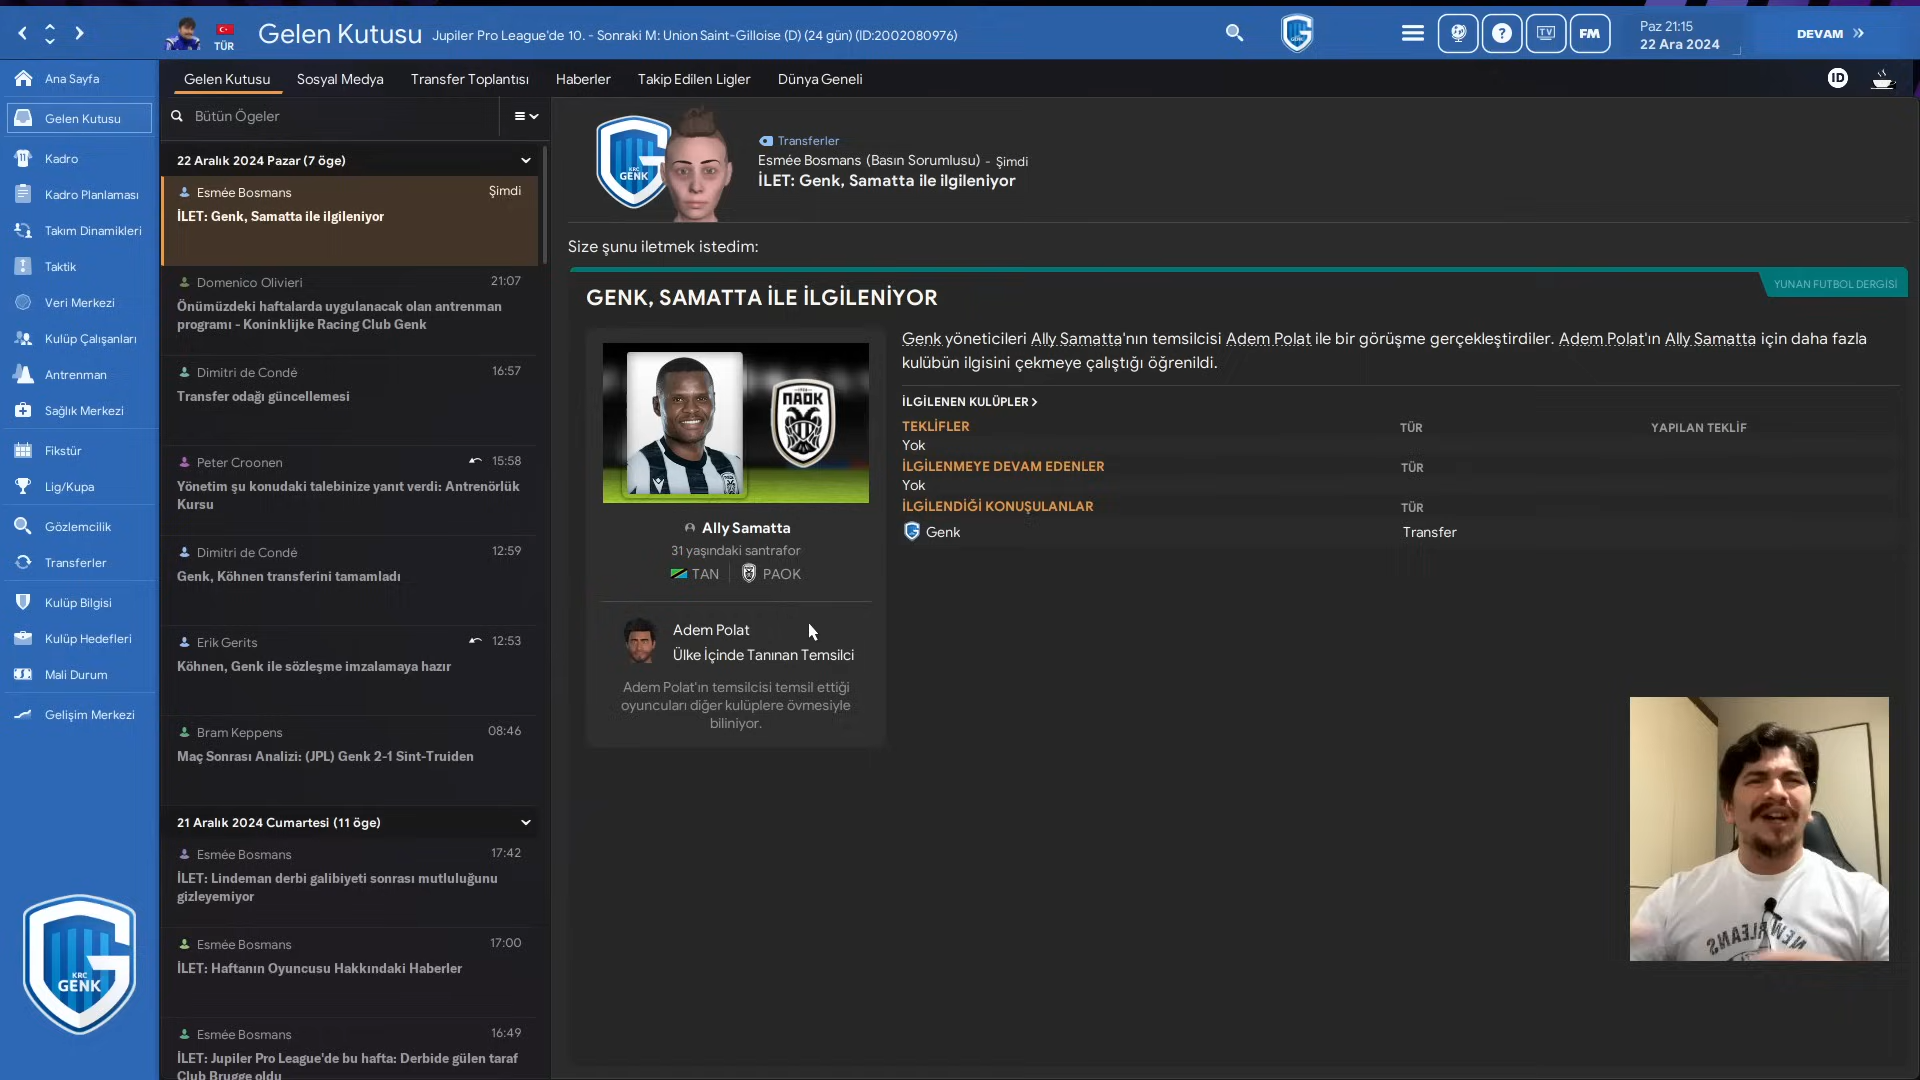 TÜR
Gelen Kutusu
Jupiler Pro League'de 10. - Sonraki M: Union Saint-Gilloise (D) (24 gün) (ID:2002080976)
TV
FM
Paz 21:15
22 Ara 2024
DEVAM
Ana Sayfa
Gelen Kutusu
Kadro
Kadro Planlaması
Takım Dinamikleri
Taktik
Veri Merkezi
Kulüp Çalışanları
Antrenman
Sağlık Merkezi
Fikstür
Lig/Kupa
Gözlemcilik
Transferler
Kulüp Bilgisi
Kulüp Hedefleri
Mali Durum
Gelişim Merkezi
KRC
GENK
Gelen Kutusu
Sosyal Medya
Transfer Toplantısı
Haberler
Takip Edilen Ligler
Dünya Geneli
ID
Bütün Ögeler
22 Aralık 2024 Pazar (7 öge)
Esmée Bosmans
Şimdi
İLET: Genk, Samatta ile ilgileniyor
Domenico Olivieri
21:07
Önümüzdeki haftalarda uygulanacak olan antrenman
programı - Koninklijke Racing Club Genk
Dimitri de Condé
16:57
Transfer odağı güncellemesi
Peter Croonen
15:58
Yönetim şu konudaki talebinize yanıt verdi: Antrenörlük
Kursu
Dimitri de Condé
12:59
Genk, Köhnen transferini tamamladı
Erik Gerits
12:53
Köhnen, Genk ile sözleşme imzalamaya hazır
Bram Keppens
08:46
Maç Sonrası Analizi: (JPL) Genk 2-1 Sint-Truiden
21 Aralık 2024 Cumartesi (11 öge)
Esmée Bosmans
17:42
İLET: Lindeman derbi galibiyeti sonrası mutluluğunu
gizleyemiyor
Esmée Bosmans
17:00
İLET: Haftanın Oyuncusu Hakkındaki Haberler
Esmée Bosmans
16:49
İLET: Jupiler Pro League'de bu hafta: Derbide gülen taraf
Club Brugge oldu
KRC
GENK
Transferler
Esmée Bosmans (Basın Sorumlusu) - Şimdi
İLET: Genk, Samatta ile ilgileniyor
Size şunu iletmek istedim:
YUNAN FUTBOL DERGİSİ
GENK, SAMATTA İLE İLGİLENİYOR
ΠΑΟΚ
Ally Samatta
31 yaşındaki santrafor
TAN
PAOK
Adem Polat
Ülke İçinde Tanınan Temsilci
Adem Polat'ın temsilcisi temsil ettiği
oyuncuları diğer kulüplere övmesiyle
biliniyor.
Genk yöneticileri Ally Samatta'nın temsilcisi Adem Polat ile bir görüşme gerçekleştirdiler. Adem Polat'ın Ally Samatta için daha fazla
kulübün ilgisini çekmeye çalıştığı öğrenildi.
İLGİLENEN KULÜPLER
TEKLİFLER
TÜR
YAPILAN TEKLİF
Yok
İLGİLENMEYE DEVAM EDENLER
TÜR
Yok
İLGİLENDİĞİ KONUŞULANLAR
TÜR
Genk
Transfer
NEW ORLEANS